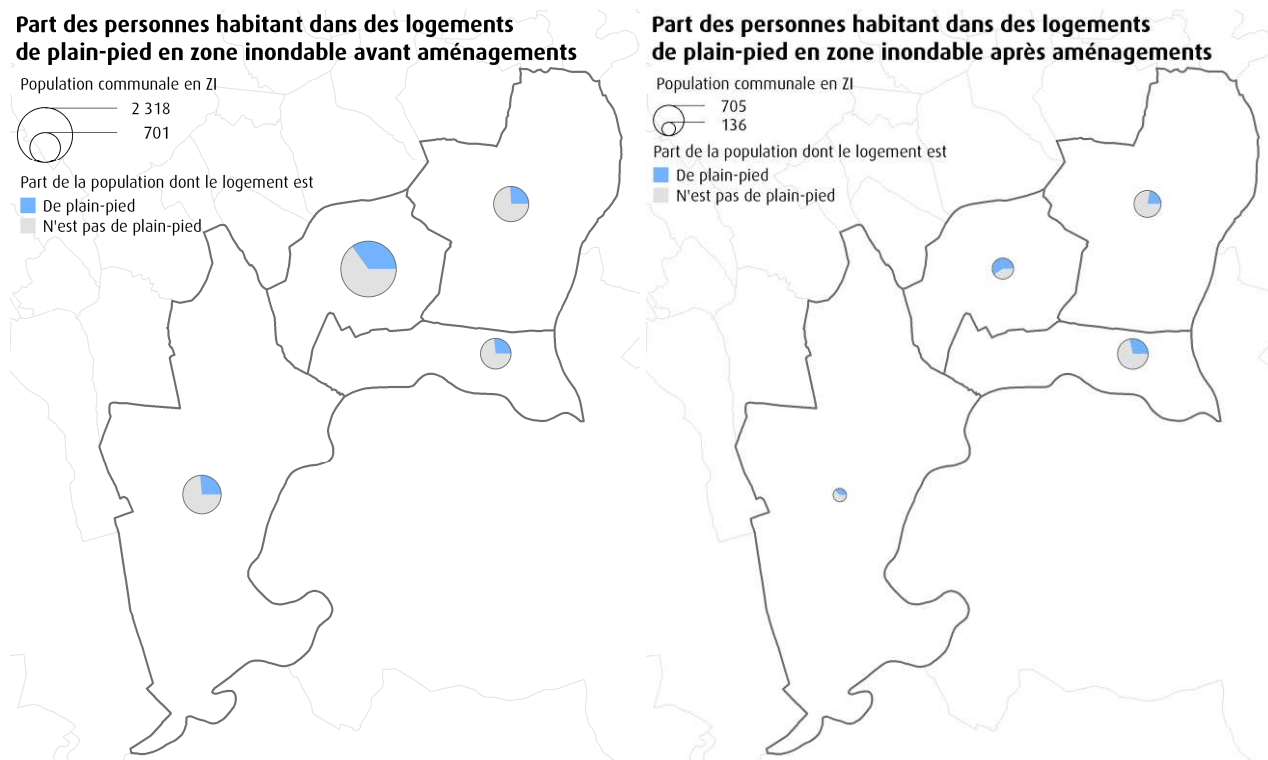 Part des personnes habitant dans des logements
de plain-pied en zone inondable avant aménagements
Population communale en ZI
2 318
701
Part de la population dont le logement est
De plain-pied
N'est pas de plain-pied
Part des personnes habitant dans des logements
de plain-pied en zone inondable après aménagements
Population communale en ZI
705
136
Part de la population dont le logement est
De plain-pied
N'est pas de plain-pied